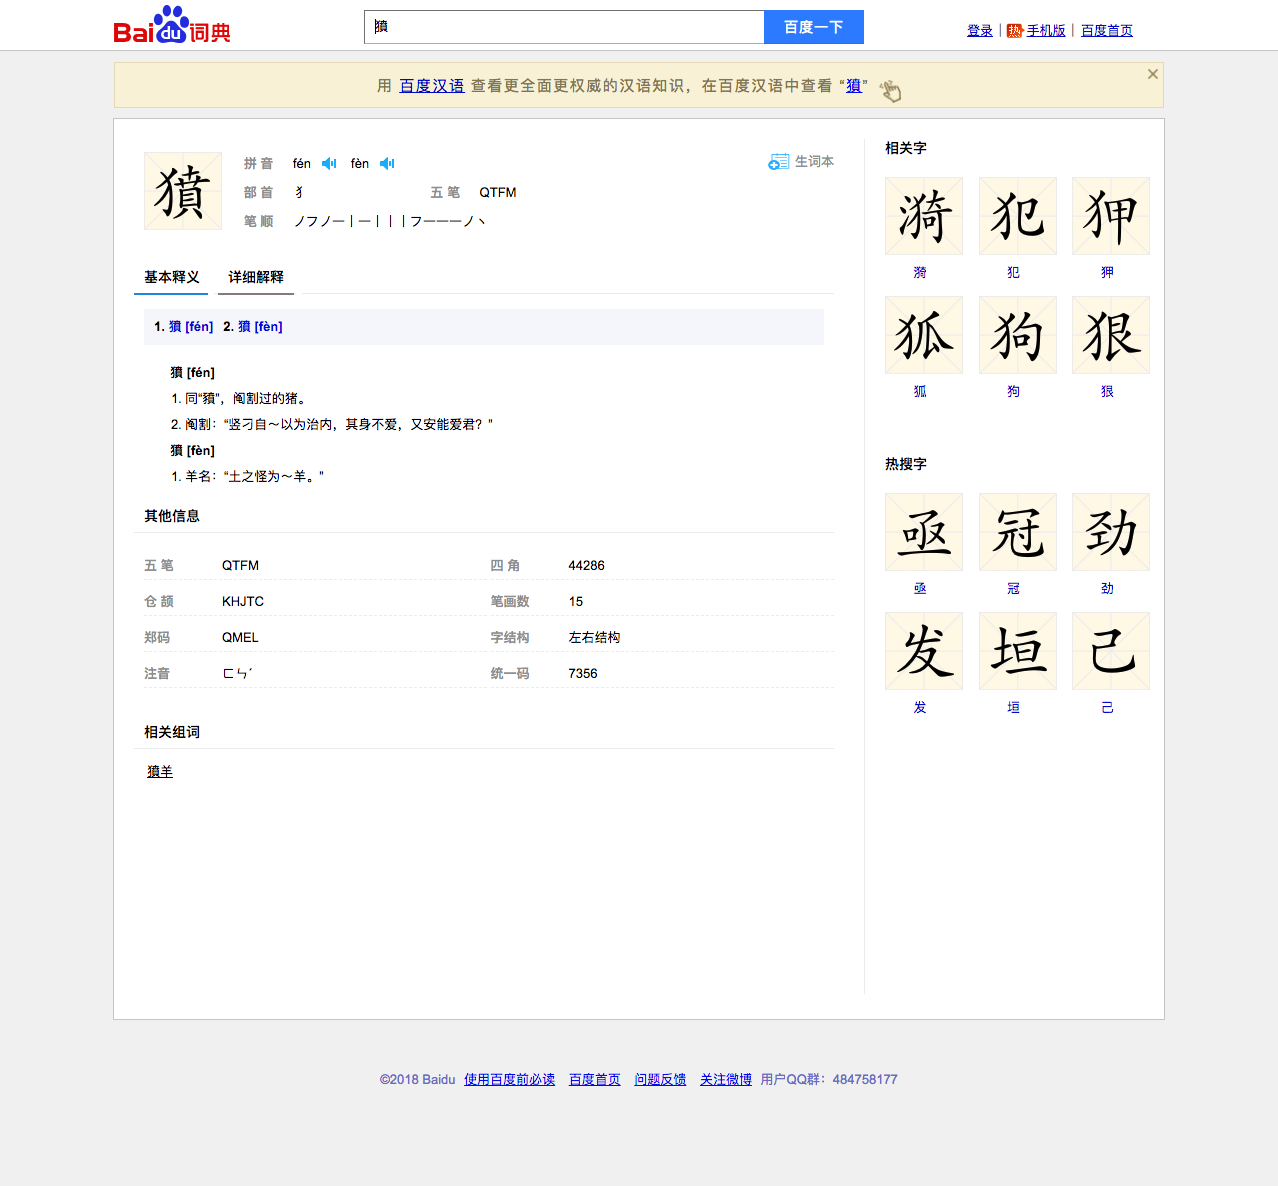 Baidu词典 獖 百度一下 登录 | 热 手机版 | 百度首页
用 百度汉语 查看更全面更权威的汉语知识，在百度汉语中查看 “獖”
獖
拼 音 fén fèn 生词本
部 首 犭 五 笔 QTFM
笔 顺 ノフノ一丨一丨丨丨フ一一一ノ丶
基本释义 详细解释
1. 獖 [fén] 2. 獖 [fèn]
獖 [fén]
1. 同“豶”，阉割过的猪。
2. 阉割：“竖刁自～以为治内，其身不爱，又安能爱君？”
獖 [fèn]
1. 羊名：“土之怪为～羊。”
其他信息
五 笔 QTFM 四 角 44286
仓 颉 KHJTC 笔画数 15
郑码 QMEL 字结构 左右结构
注音 ㄈㄣˊ 统一码 7356
相关组词
獖羊
相关字
漪 犯 狎
漪 犯 狎
狐 狗 狠
狐 狗 狠
热搜字
亟 冠 劲
亟 冠 劲
发 垣 己
发 垣 己
©2018 Baidu 使用百度前必读 百度首页 问题反馈 关注微博 用户QQ群：484758177